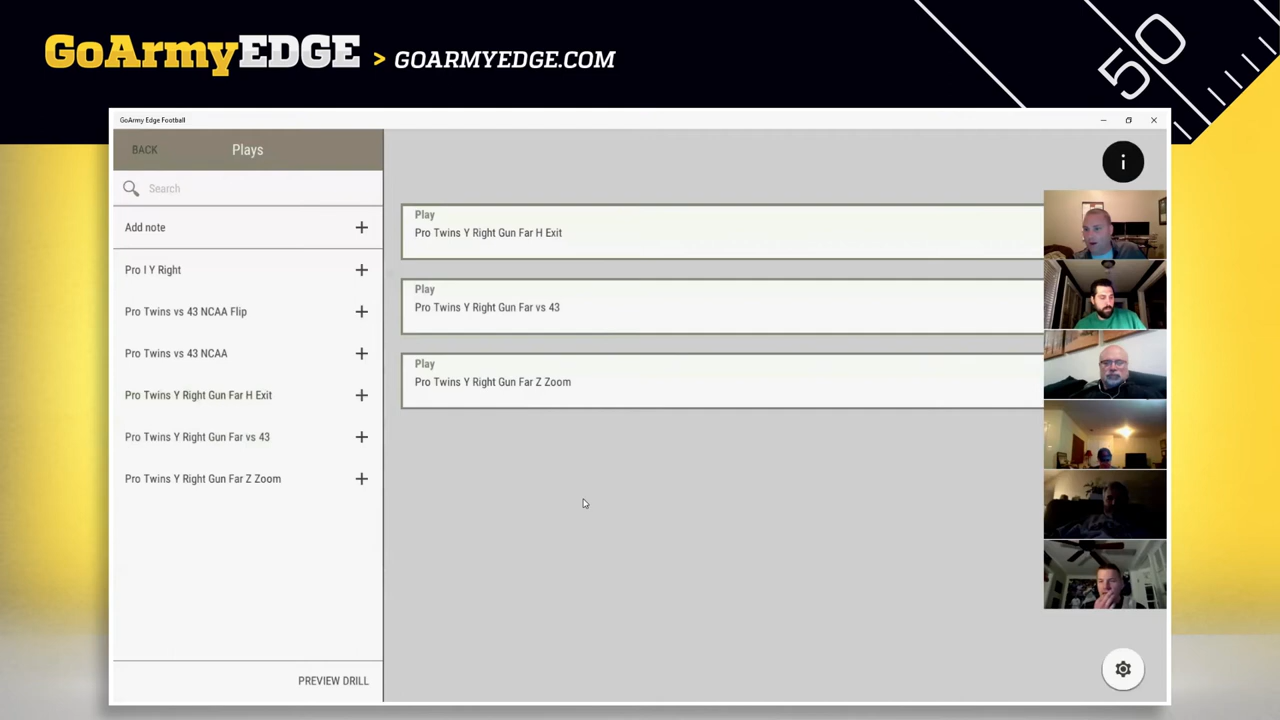 GoArmyEDGE > GOARMYEDGE.COM
50
GoArmy Edge Football
BACK Plays
Search
Add note
Pro I Y Right
Pro Twins vs 43 NCAA Flip
Pro Twins vs 43 NCAA
Pro Twins Y Right Gun Far H Exit
Pro Twins Y Right Gun Far vs 43
Pro Twins Y Right Gun Far Z Zoom
PREVIEW DRILL
Play
Pro Twins Y Right Gun Far H Exit
Play
Pro Twins Y Right Gun Far vs 43
Play
Pro Twins Y Right Gun Far Z Zoom
i